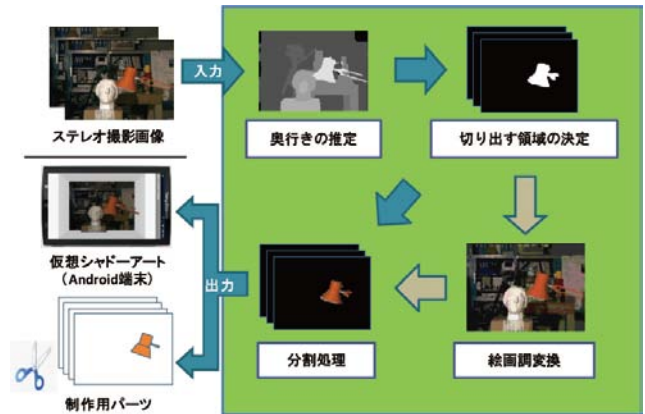 入力
ステレオ撮影画像
奥行きの推定
切り出す領域の決定
仮想シャドーアート
(Android端末)
出力
分割処理
絵画調変換
制作用パーツ